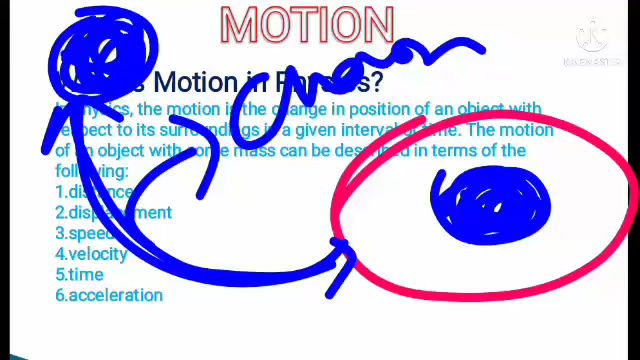 MOTION
KINEMASTER
Motion in
physics, the motion is the change in position of an object with
respect to its surroundings in a given interval of time. The motion
of an object with some mass can be described in terms of the
following:
1.distance
2.displacement
3.speed
4.velocity
5.time
6.acceleration